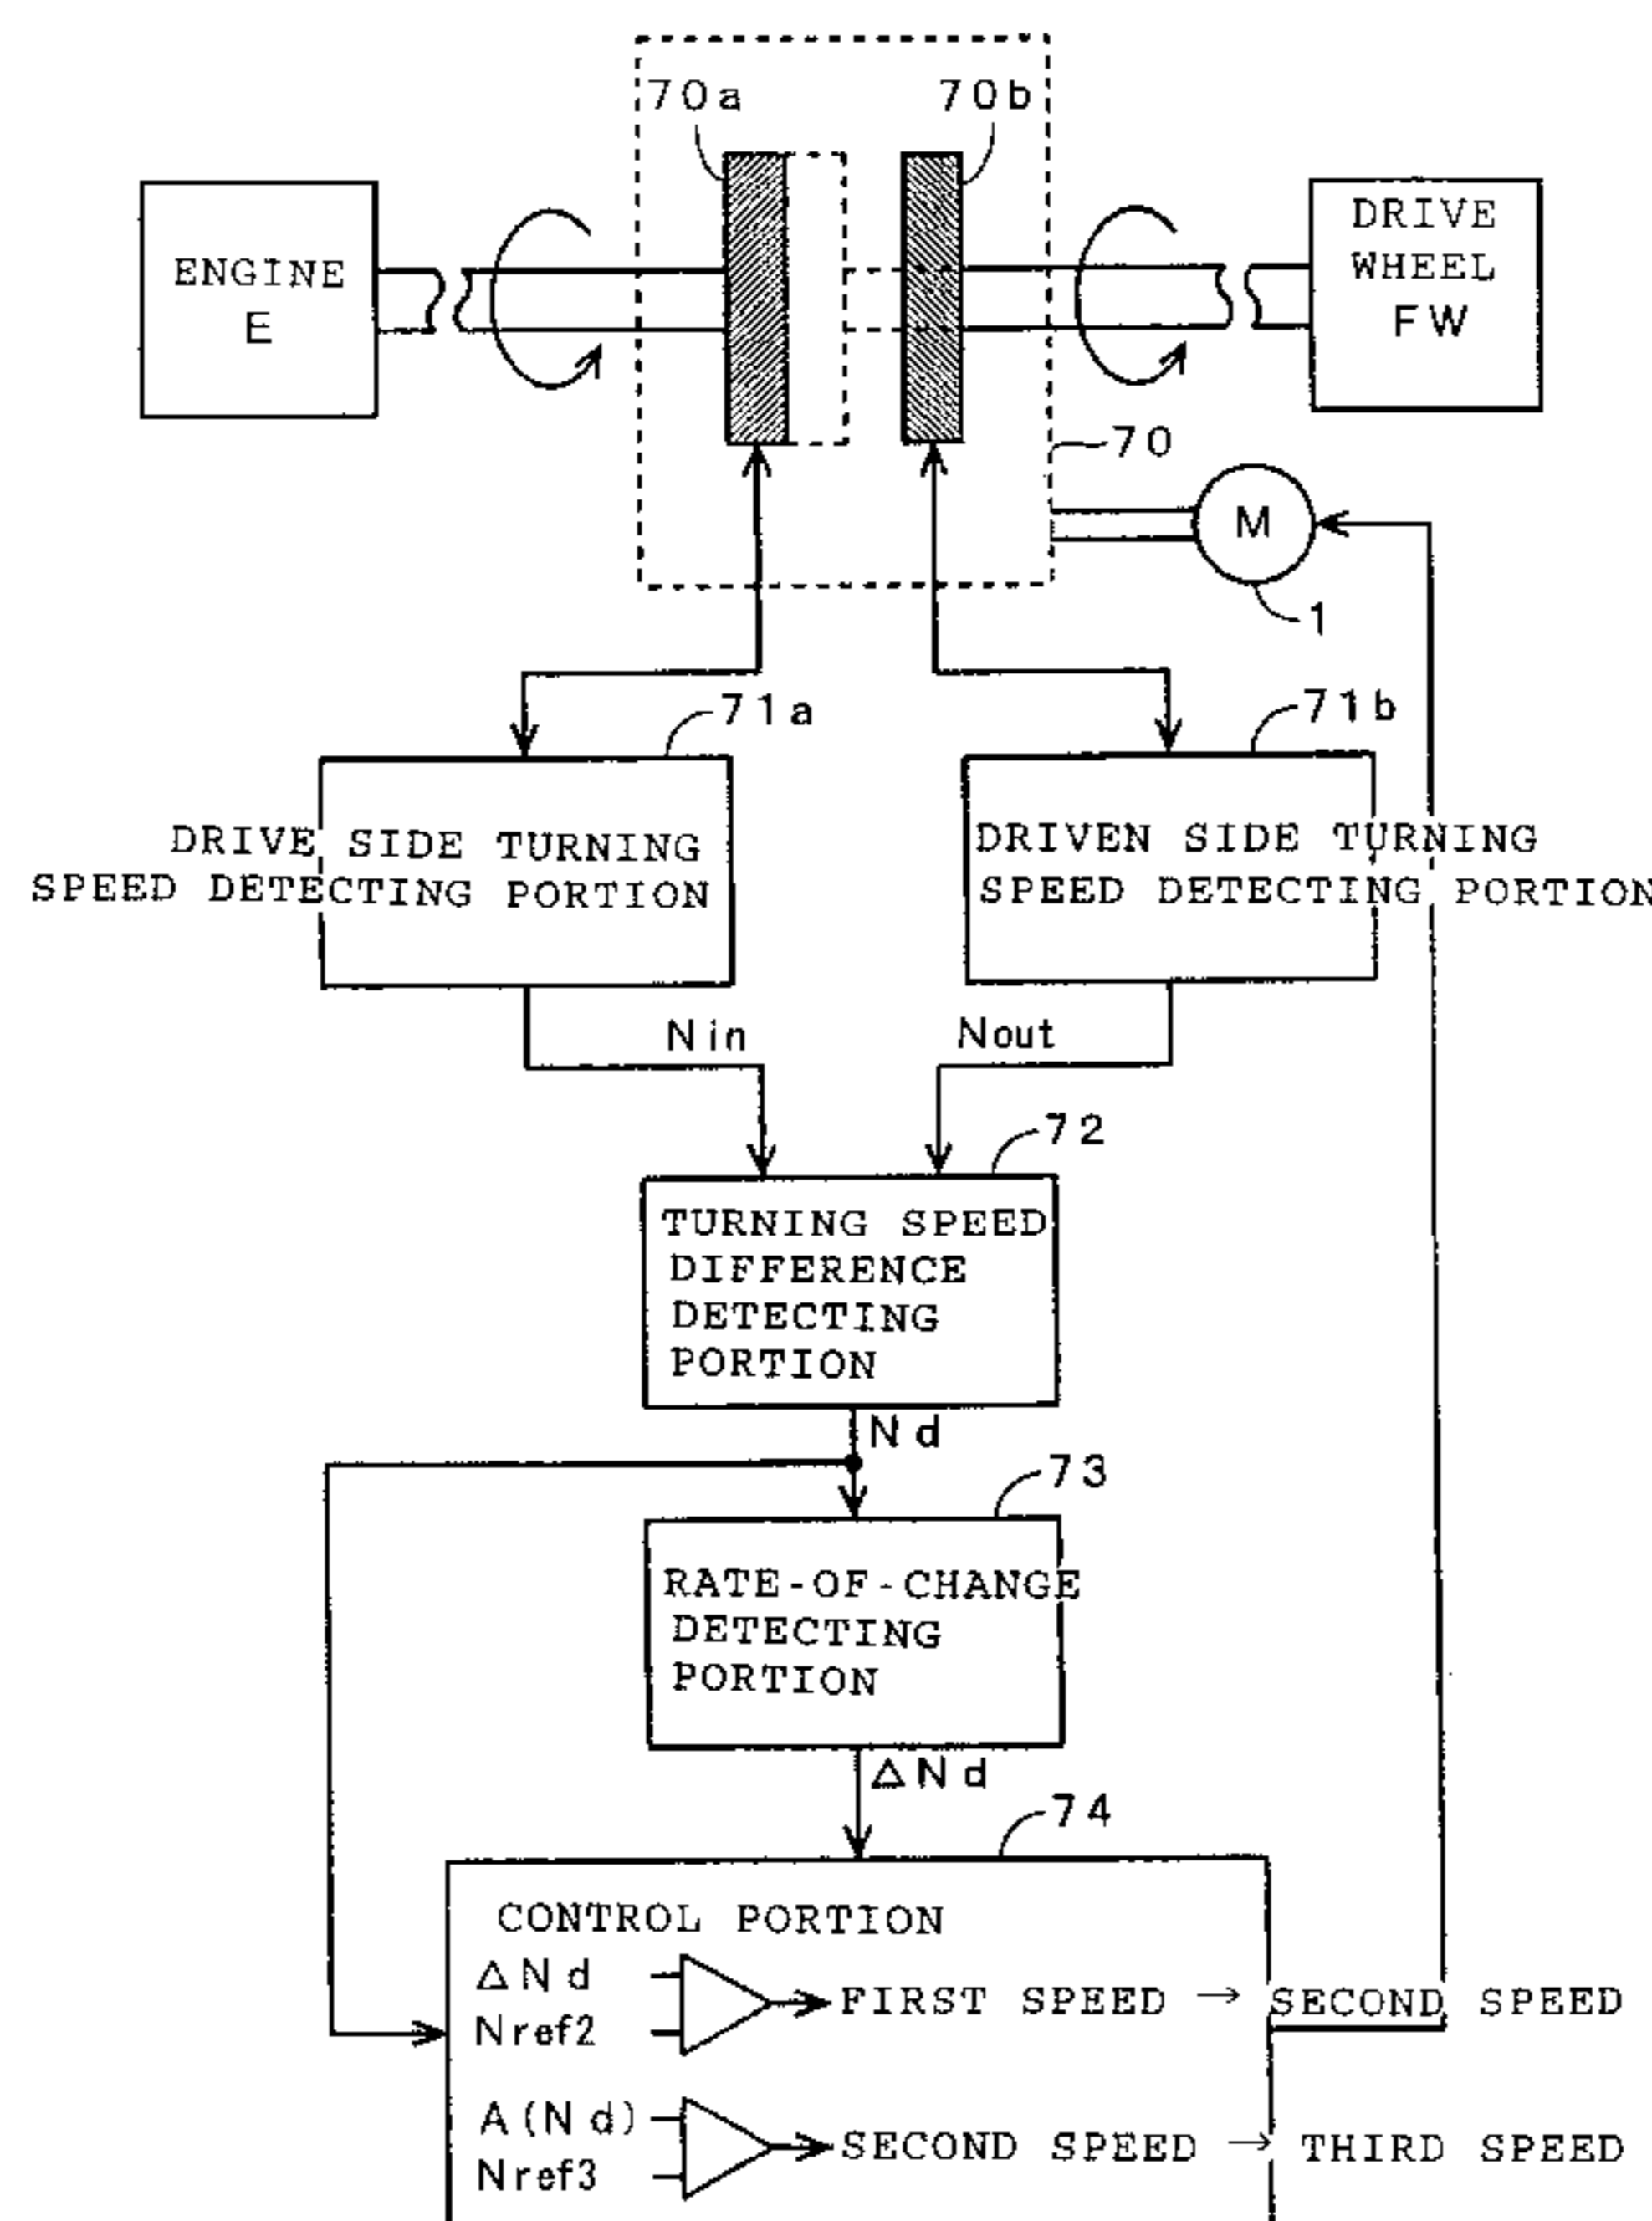 70a
70b
ENGINE
E
DRIVE
WHEEL
FW
70
M
1
71a
71b
DRIVE SIDE TURNING
SPEED DETECTING PORTION
DRIVEN SIDE TURNING
SPEED DETECTING PORTION
Nin
Nout
72
TURNING SPEED
DIFFERENCE
DETECTING
PORTION
Nd
73
RATE-OF-CHANGE
DETECTING
PORTION
ΔNd
74
CONTROL PORTION
ΔNd
Nref2
FIRST SPEED → SECOND SPEED
A(Nd)
Nref3
SECOND SPEED → THIRD SPEED